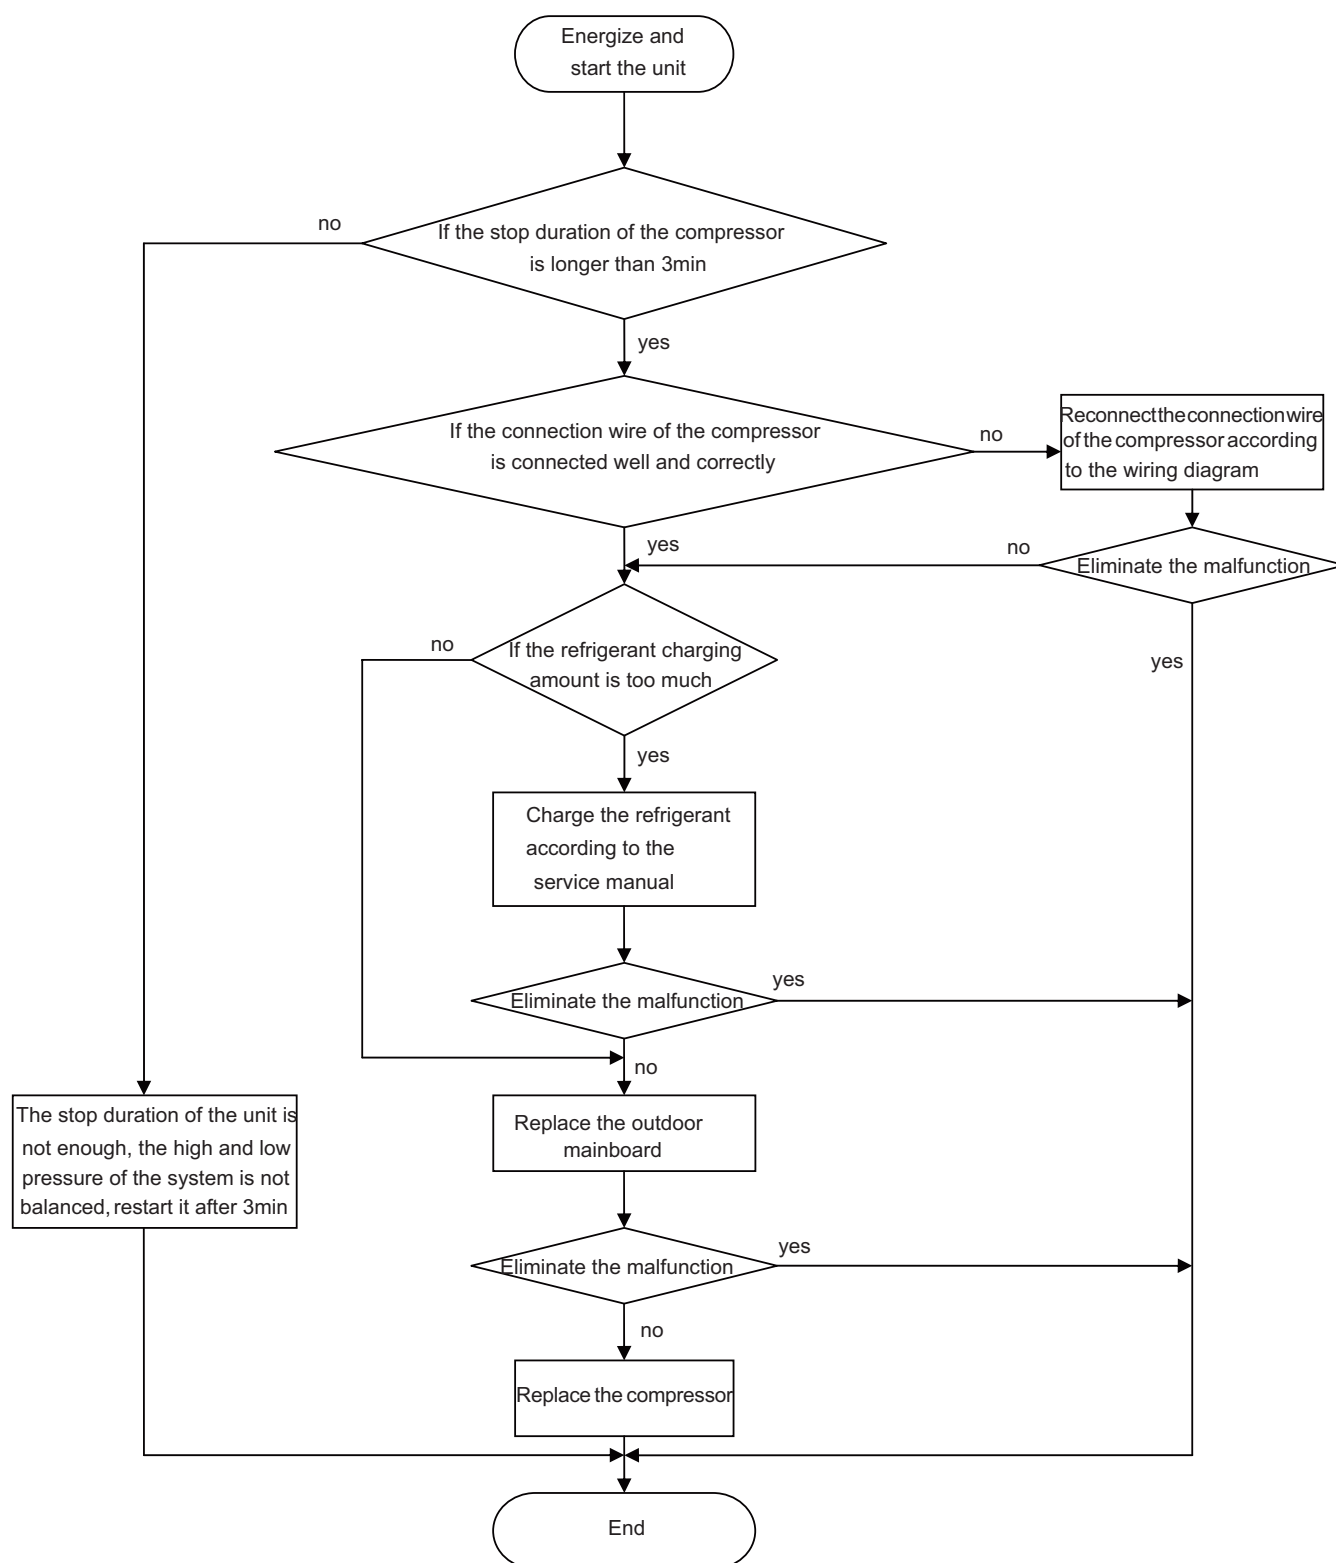 Energize and
start the unit
no
If the stop duration of the compressor
is longer than 3min
yes
If the connection wire of the compressor
is connected well and correctly
no
Reconnect the connection wire
of the compressor according
to the wiring diagram
yes
no
Eliminate the malfunction
no
If the refrigerant charging
amount is too much
yes
yes
Charge the refrigerant
according to the
service manual
Eliminate the malfunction
yes
no
The stop duration of the unit is
not enough, the high and low
pressure of the system is not
balanced, restart it after 3min
Replace the outdoor
mainboard
Eliminate the malfunction
yes
no
Replace the compressor
End